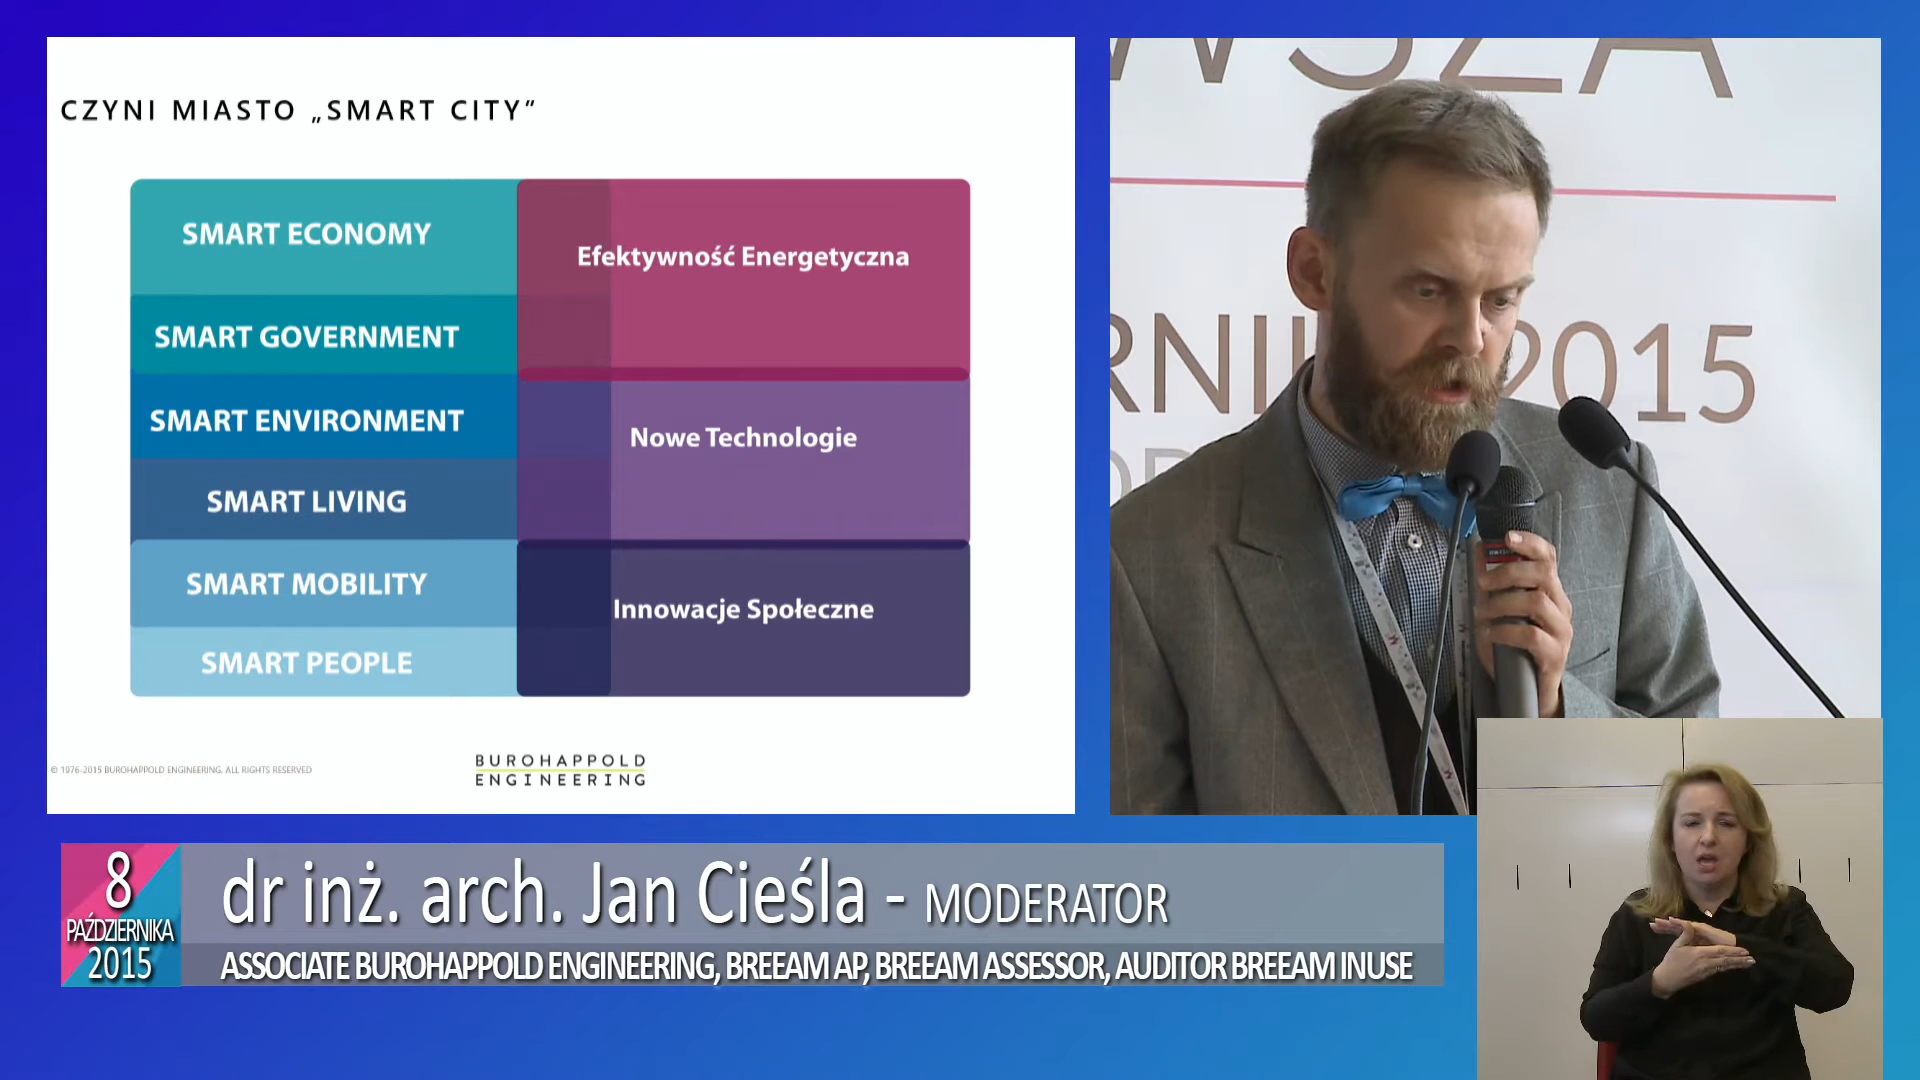 CZYNI MIASTO „SMART CITY”
SMART ECONOMY
SMART GOVERNMENT
SMART ENVIRONMENT
SMART LIVING
SMART MOBILITY
SMART PEOPLE
Efektywność Energetyczna
Nowe Technologie
Innowacje Społeczne
© 1976-2015 BUROHAPPOLD ENGINEERING. ALL RIGHTS RESERVED
BUROHAPPOLD
ENGINEERING
2015
8
PAŹDZIERNIKA
2015
dr inż. arch. Jan Cieśla - MODERATOR
ASSOCIATE BUROHAPPOLD ENGINEERING, BREEAM AP, BREEAM ASSESSOR, AUDITOR BREEAM INUSE